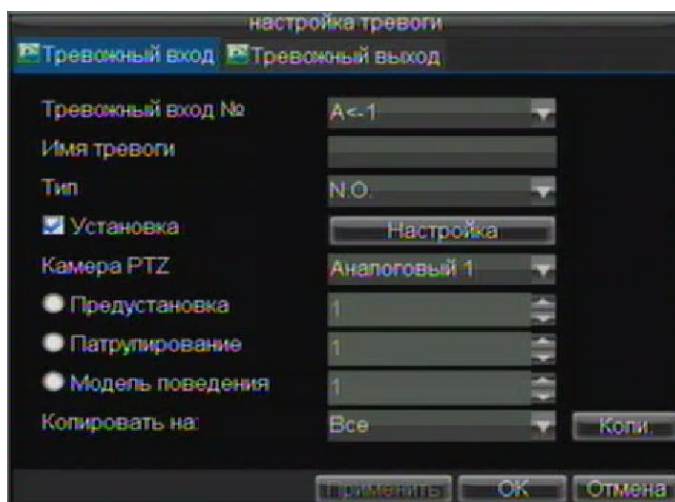 настройка тревоги
Тревожный вход Тревожный выход
Тревожный вход № A<-1
Имя тревоги
Тип N.O.
Установка Настройка
Камера PTZ Аналоговый 1
Предустановка 1
Патрулирование 1
Модель поведения 1
Копировать на: Все Копи.
Применить OK Отмена